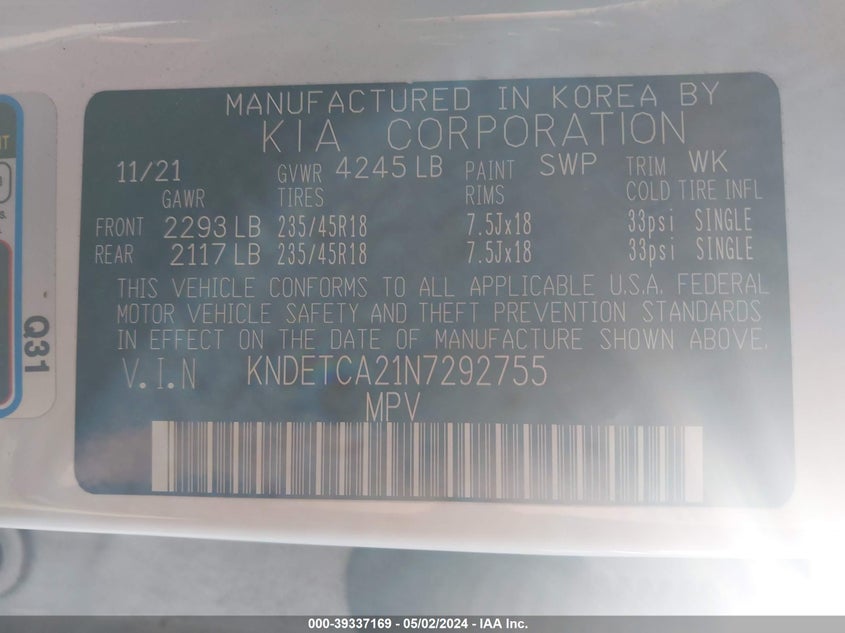 MANUFACTURED IN KOREA BY
KIA CORPORATION
11/21 GVWR 4245 LB PAINT SWP TRIM WK
GAWR TIRES RIMS COLD TIRE INFL
FRONT 2293 LB 235/45R18 7.5Jx18 33psi SINGLE
REAR 2117 LB 235/45R18 7.5Jx18 33psi SINGLE
THIS VEHICLE CONFORMS TO ALL APPLICABLE U.S.A. FEDERAL
MOTOR VEHICLE SAFETY AND THEFT PREVENTION STANDARDS
IN EFFECT ON THE DATE OF MANUFACTURE SHOWN ABOVE.
V.I.N KNDETCA21N7292755
MPV
Q31
000-39337169 - 05/02/2024 - IAA Inc.